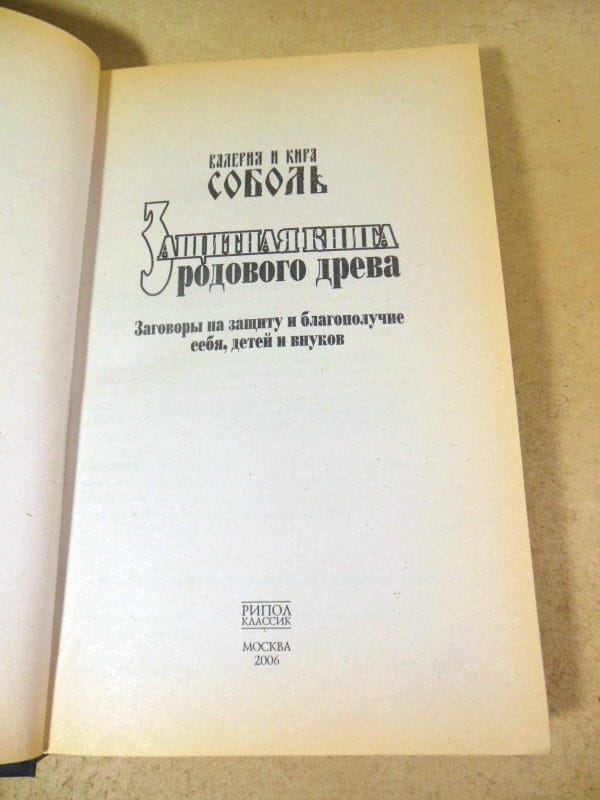 ВАЛЕРИЯ И КИРА
СОБОЛЬ
ЗАЩИТНАЯ КНИГА
родового древа
Заговоры на защиту и благополучие
себя, детей и внуков
РИПОЛ
КЛАССИК
МОСКВА
2006